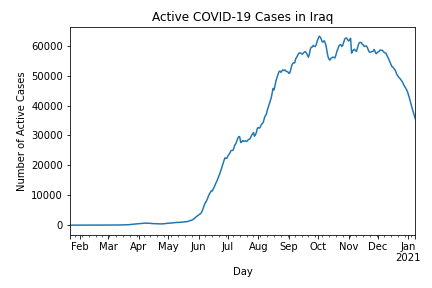 Active COVID-19 Cases in Iraq
Number of Active Cases
60000
50000
40000
30000
20000
10000
0
Feb Mar Apr May Jun Jul Aug Sep Oct Nov Dec Jan
2021
Day